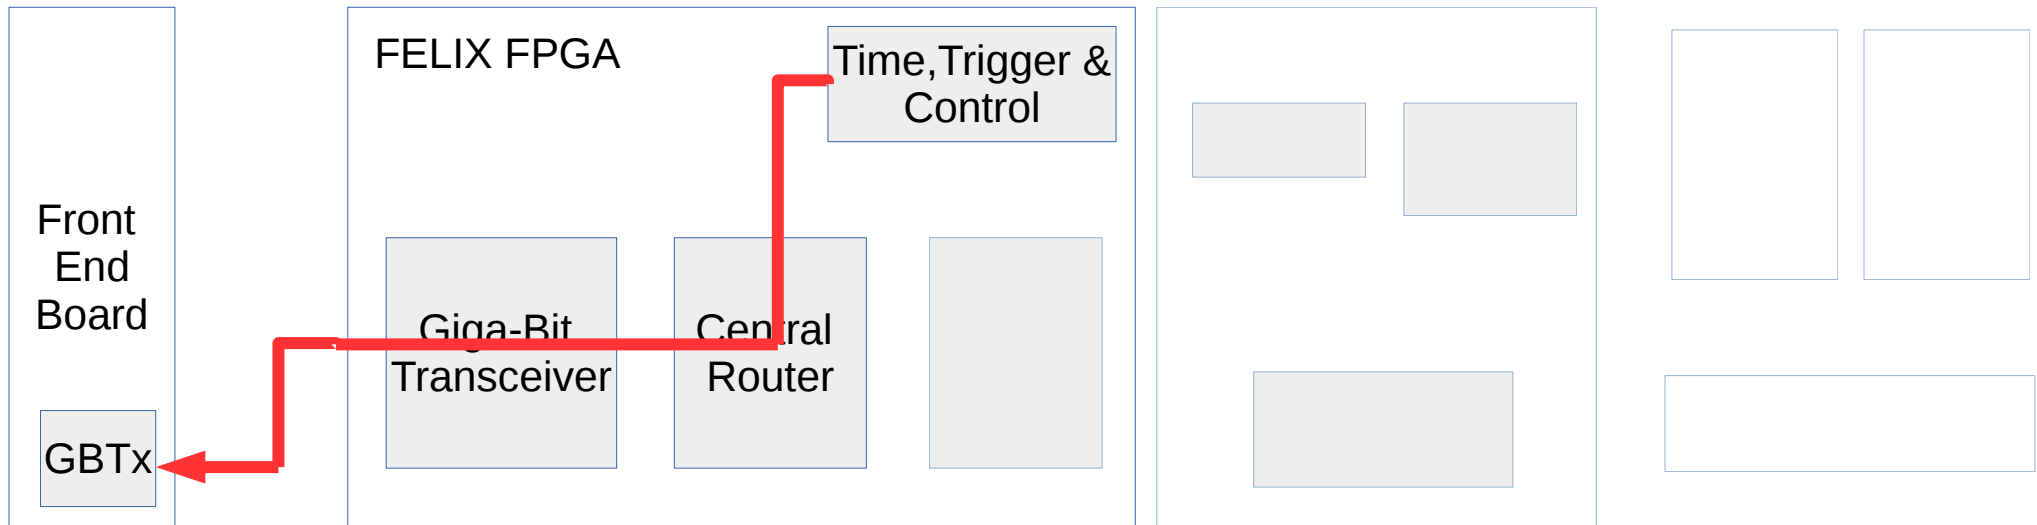 FELIX FPGA
Time,Trigger &
Control
Front
End
Board
Giga-Bit
Transceiver
Central
Router
GBTx